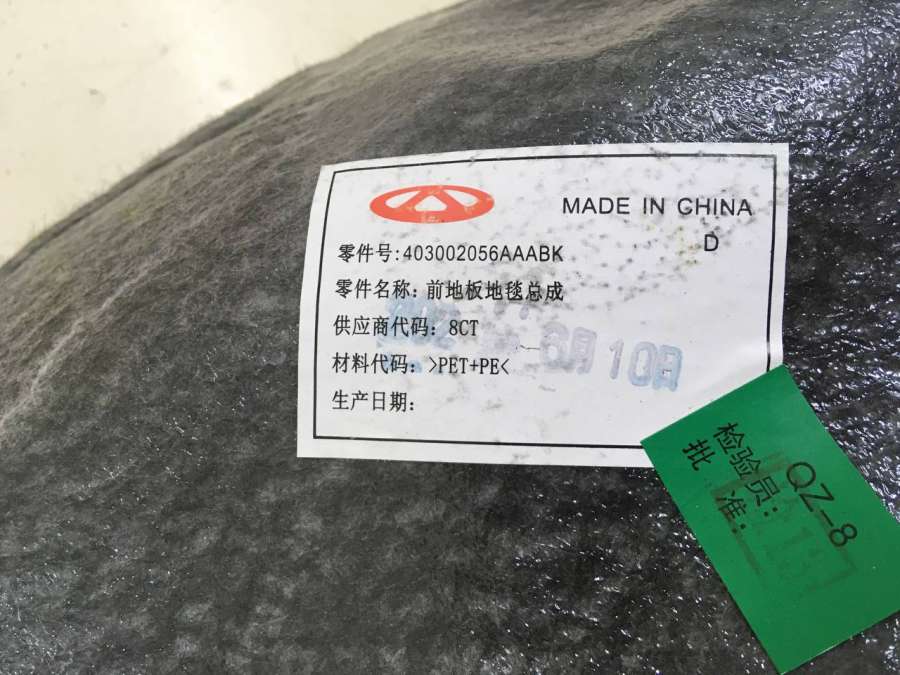 MADE IN CHINA
D
零件号:403002056AAABK
零件名称: 前地板地毯总成
供应商代码: 8CT
6月10日
材料代码: >PET+PE<
生产日期:
QZ-8
检验员:
批 准: